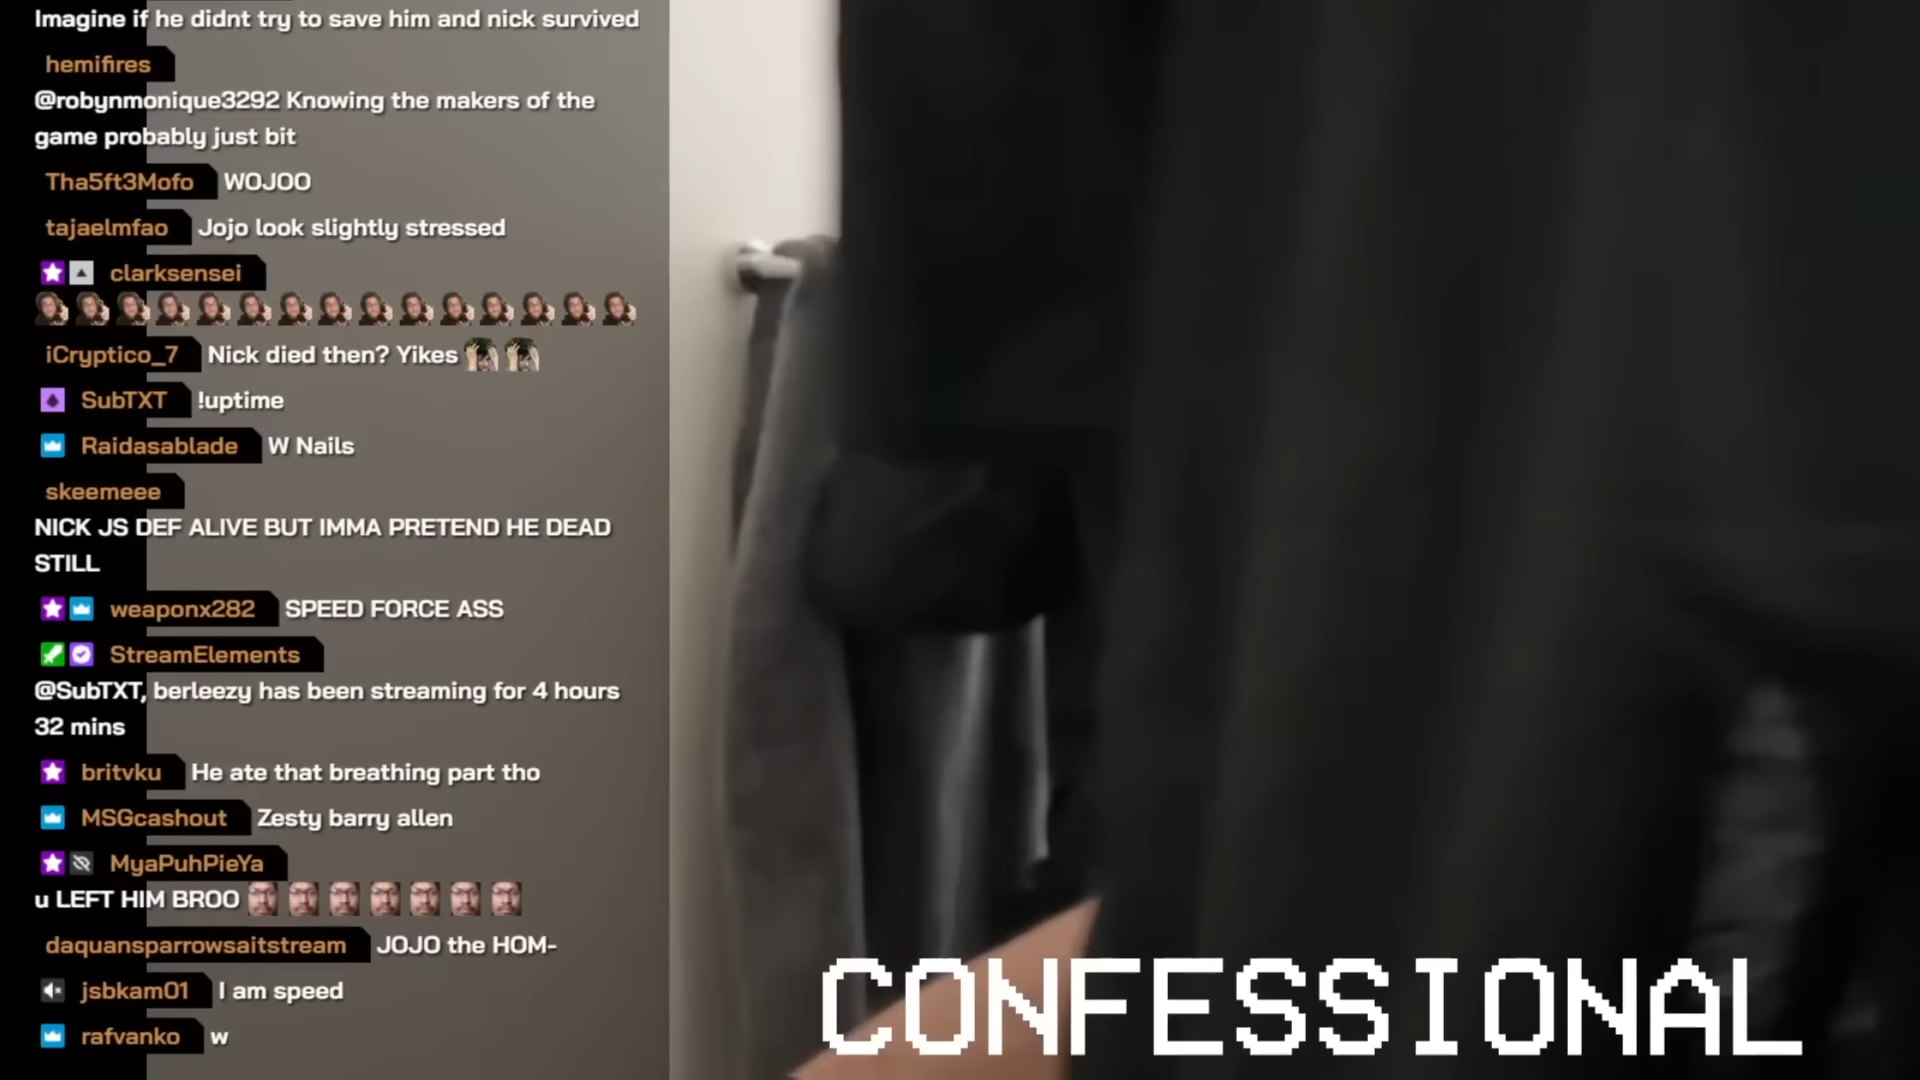 Imagine if he didnt try to save him and nick survived
hemifires
@robynmonique3292 Knowing the makers of the
game probably just bit
Tha5ft3Mofo WOJOO
tajaelmfao Jojo look slightly stressed
clarksensei
iCryptico_7 Nick died then? Yikes
SubTXT !uptime
Raidasablade W Nails
skeemeee
NICK JS DEF ALIVE BUT IMMA PRETEND HE DEAD
STILL
weaponx282 SPEED FORCE ASS
StreamElements
@SubTXT, berleezy has been streaming for 4 hours
32 mins
britvku He ate that breathing part tho
MSGcashout Zesty barry allen
MyaPuhPieYa
u LEFT HIM BROO
daquansparrowsaitstream JOJO the HOM-
jsbkam01 I am speed
rafvanko w
CONFESSIONAL